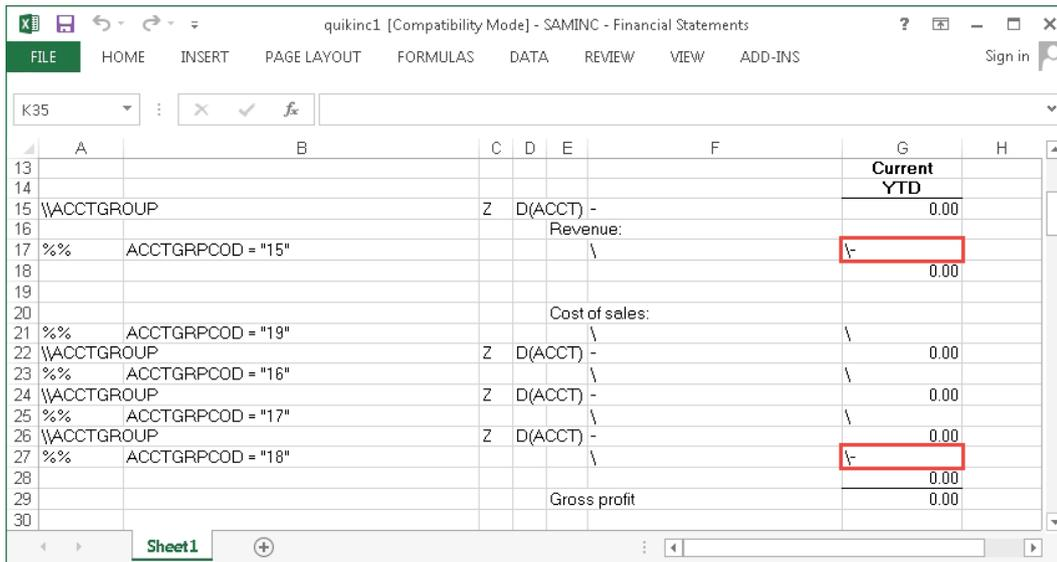 quikinc1 [Compatibility Mode] - SAMINC - Financial Statements ?
FILE HOME INSERT PAGE LAYOUT FORMULAS DATA REVIEW VIEW ADD-INS Sign in
K35 fx
A B C D E F G H
13 Current
14 YTD
15 \\ACCTGROUP Z D(ACCT) - 0.00
16 Revenue:
17 %% ACCTGRPCOD = "15" \ \-
18 0.00
19
20 Cost of sales:
21 %% ACCTGRPCOD = "19" \ \
22 \\ACCTGROUP Z D(ACCT) - 0.00
23 %% ACCTGRPCOD = "16" \ \
24 \\ACCTGROUP Z D(ACCT) - 0.00
25 %% ACCTGRPCOD = "17" \ \
26 \\ACCTGROUP Z D(ACCT) - 0.00
27 %% ACCTGRPCOD = "18" \ \-
28 0.00
29 Gross profit 0.00
30
Sheet1